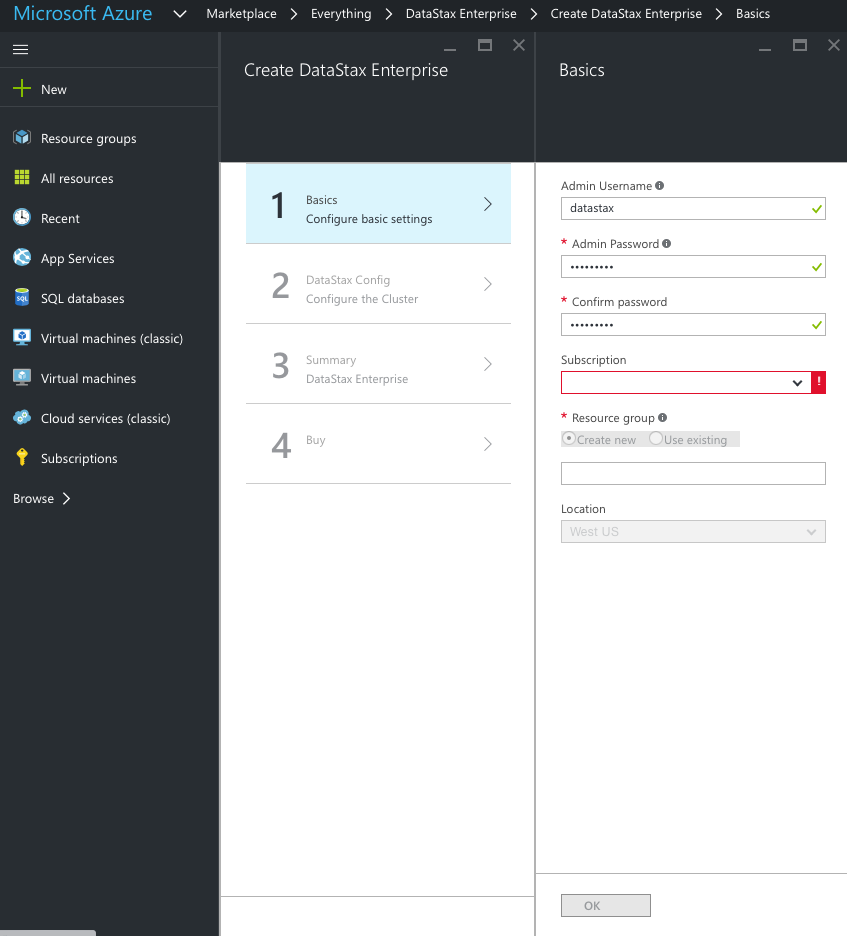 Microsoft Azure Marketplace Everything DataStax Enterprise Create DataStax Enterprise Basics
New
Resource groups
All resources
Recent
App Services
SQL
SQL databases
Virtual machines (classic)
Virtual machines
Cloud services (classic)
Subscriptions
Browse
Create DataStax Enterprise
1
Basics
Configure basic settings
2
DataStax Config
Configure the Cluster
3
Summary
DataStax Enterprise
4
Buy
Basics
Admin Username
datastax
* Admin Password
•••••••••
* Confirm password
•••••••••
Subscription
!
* Resource group
Create new Use existing
Location
West US
OK